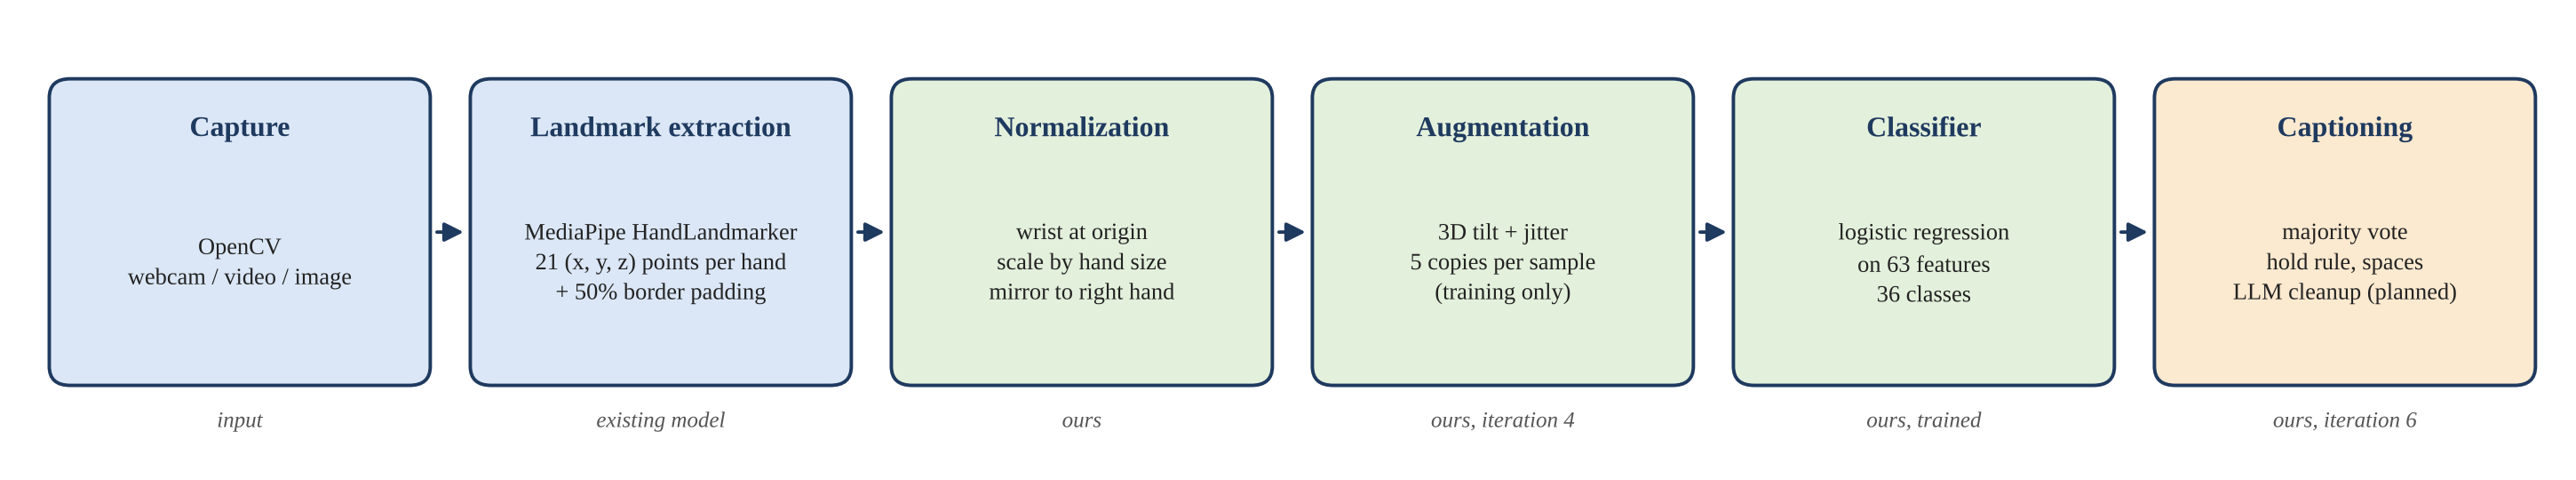 Capture
OpenCV
webcam / video / image
input
Landmark extraction
MediaPipe HandLandmarker
21 (x, y, z) points per hand
+ 50% border padding
existing model
Normalization
wrist at origin
scale by hand size
mirror to right hand
ours
Augmentation
3D tilt + jitter
5 copies per sample
(training only)
ours, iteration 4
Classifier
logistic regression
on 63 features
36 classes
ours, trained
Captioning
majority vote
hold rule, spaces
LLM cleanup (planned)
ours, iteration 6